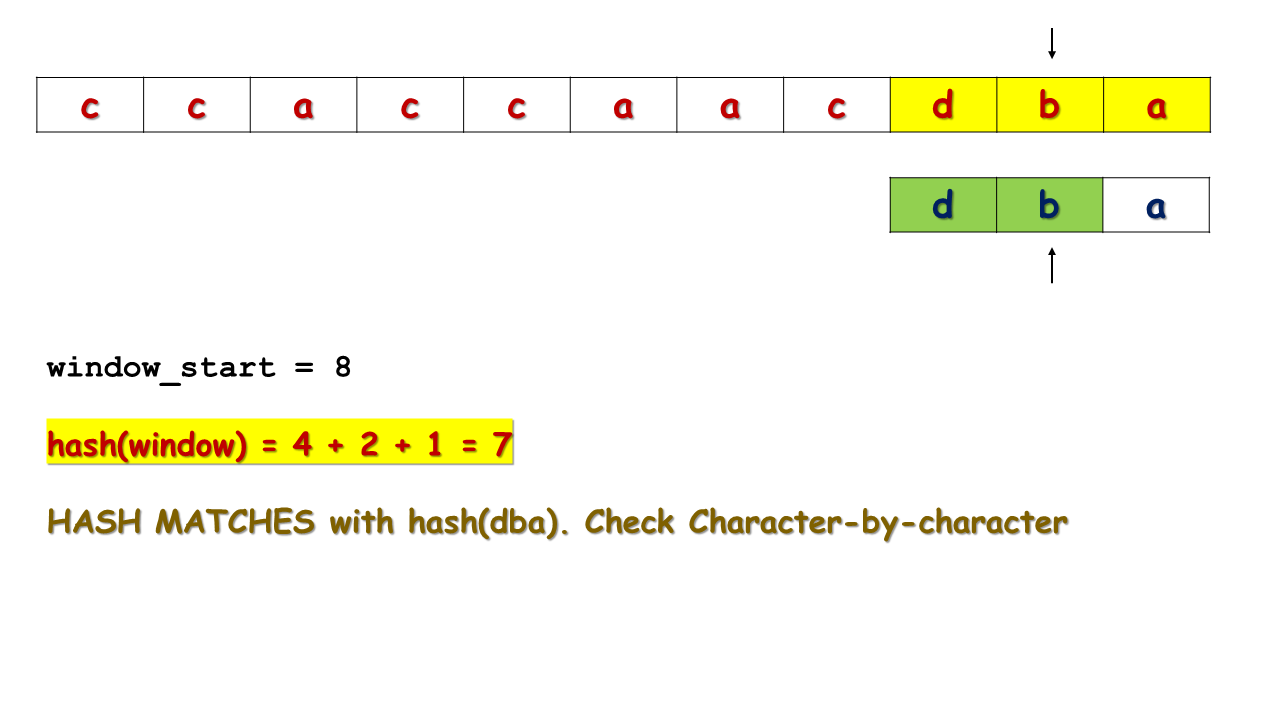 c c a c c a a c d b a
d b a
window_start = 8
hash(window) = 4 + 2 + 1 = 7
HASH MATCHES with hash(dba). Check Character-by-character